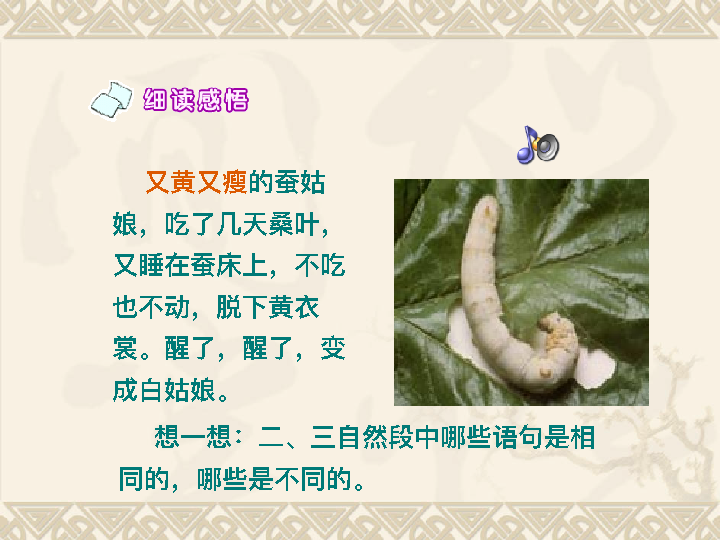 细读感悟
又黄又瘦的蚕姑
娘，吃了几天桑叶，
又睡在蚕床上，不吃
也不动，脱下黄衣
裳。醒了，醒了，变
成白姑娘。
想一想：二、三自然段中哪些语句是相
同的，哪些是不同的。